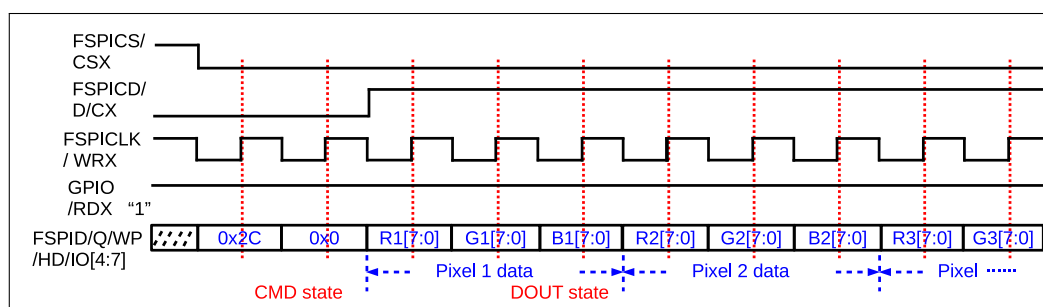 FSPICS/
CSX
FSPICD/
D/CX
FSPICLK
/ WRX
GPIO
/RDX “1”
FSPID/Q/WP
/HD/IO[4:7]
0x2C 0x0 R1[7:0] G1[7:0] B1[7:0] R2[7:0] G2[7:0] B2[7:0] R3[7:0] G3[7:0]
Pixel 1 data Pixel 2 data Pixel ······
CMD state DOUT state